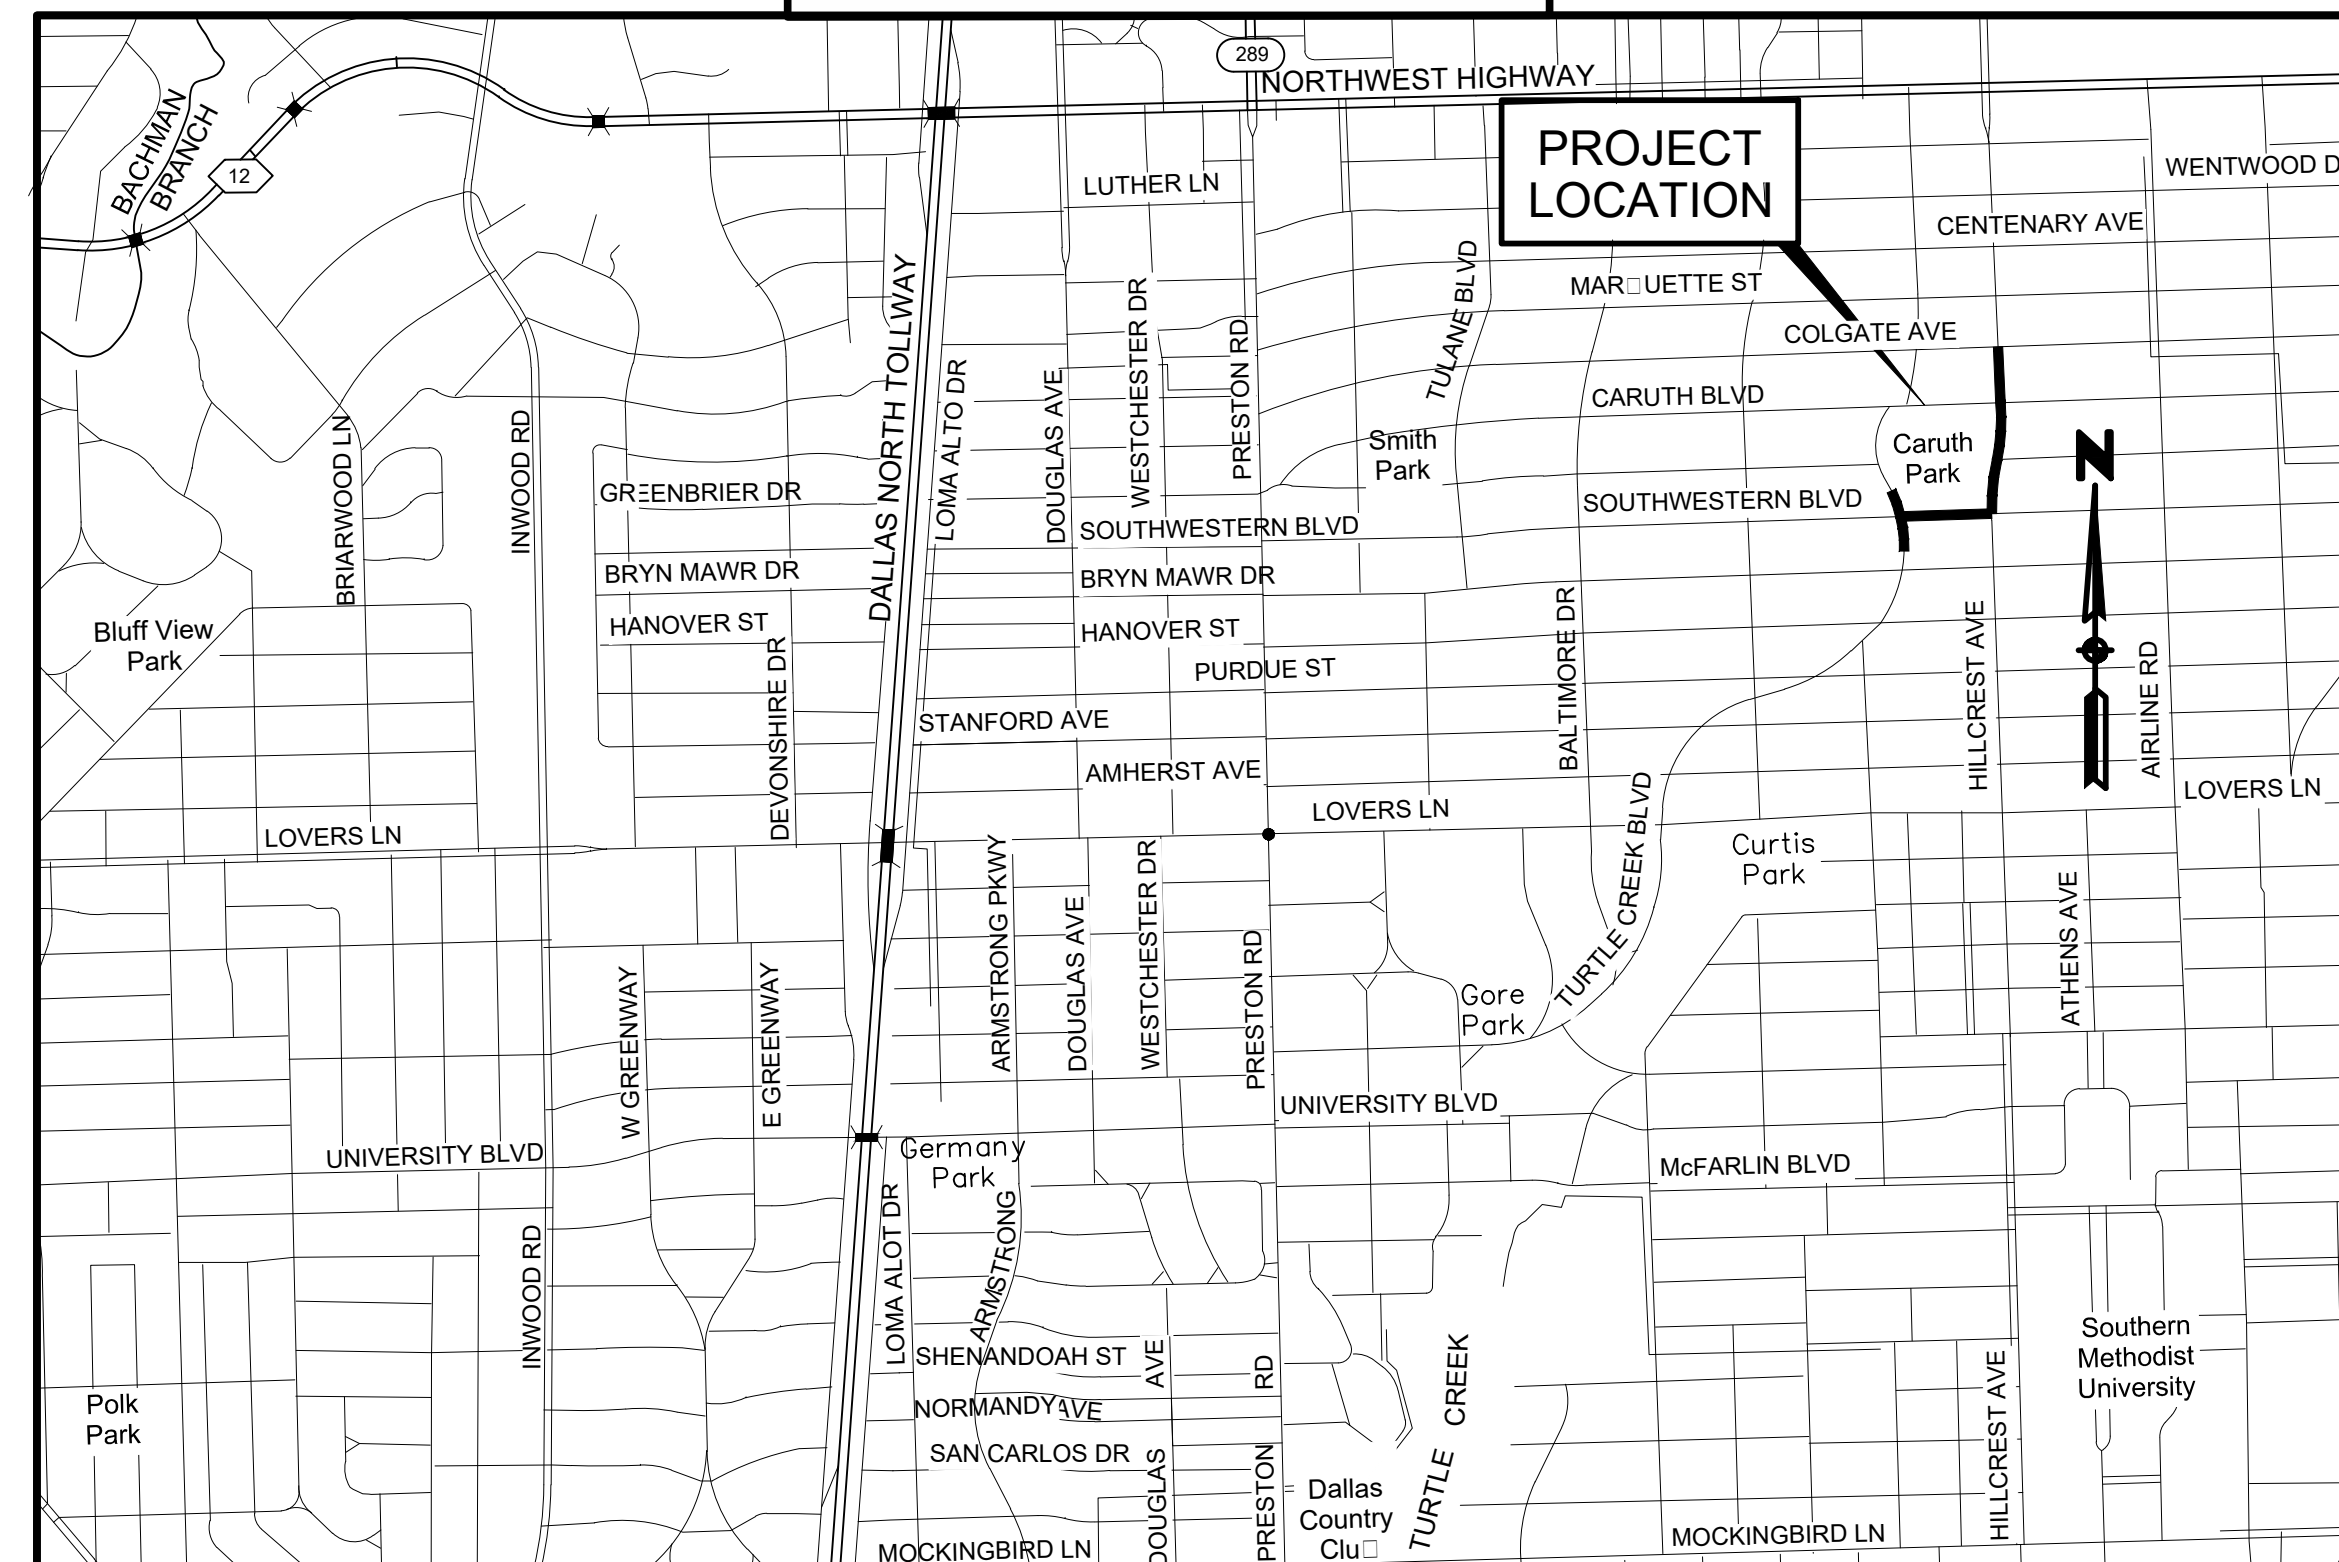 289
NORTHWEST HIGHWAY
BACHMAN
BRANCH
12
PROJECT
LOCATION
LUTHER LN
WENTWOOD D
CENTENARY AVE
MAR□UETTE ST
COLGATE AVE
CARUTH BLVD
TULANE BLVD
WESTCHESTER DR
PRESTON RD
DALLAS NORTH TOLLWAY
LOMA ALTO DR
DOUGLAS AVE
Smith
Park
Caruth
Park
N
BRIARWOOD LN
INWOOD RD
GREENBRIER DR
SOUTHWESTERN BLVD
SOUTHWESTERN BLVD
BRYN MAWR DR
BRYN MAWR DR
HANOVER ST
HANOVER ST
Bluff View
Park
DEVONSHIRE DR
PURDUE ST
STANFORD AVE
AMHERST AVE
BALTIMORE DR
HILLCREST AVE
AIRLINE RD
LOVERS LN
LOVERS LN
LOVERS LN
TURTLE CREEK BLVD
Curtis
Park
ARMSTRONG PKWY
DOUGLAS AVE
WESTCHESTER DR
PRESTON RD
ATHENS AVE
W GREENWAY
E GREENWAY
Gore
Park
UNIVERSITY BLVD
UNIVERSITY BLVD
Germany
Park
McFARLIN BLVD
INWOOD RD
LOMA ALOT DR
ARMSTRONG
SHENANDOAH ST
NORMANDY AVE
SAN CARLOS DR
DOUGLAS AVE
PRESTON RD
TURTLE CREEK
Southern
Methodist
University
Polk
Park
Dallas
Country
Clu□
HILLCREST AVE
MOCKINGBIRD LN
MOCKINGBIRD LN